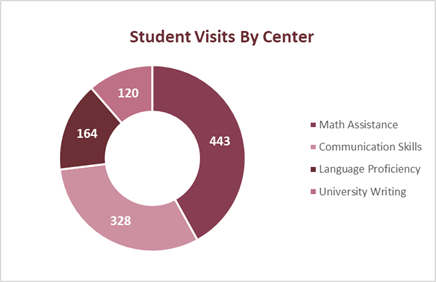 Student Visits By Center
120
443
164
328
Math Assistance
Communication Skills
Language Proficiency
University Writing